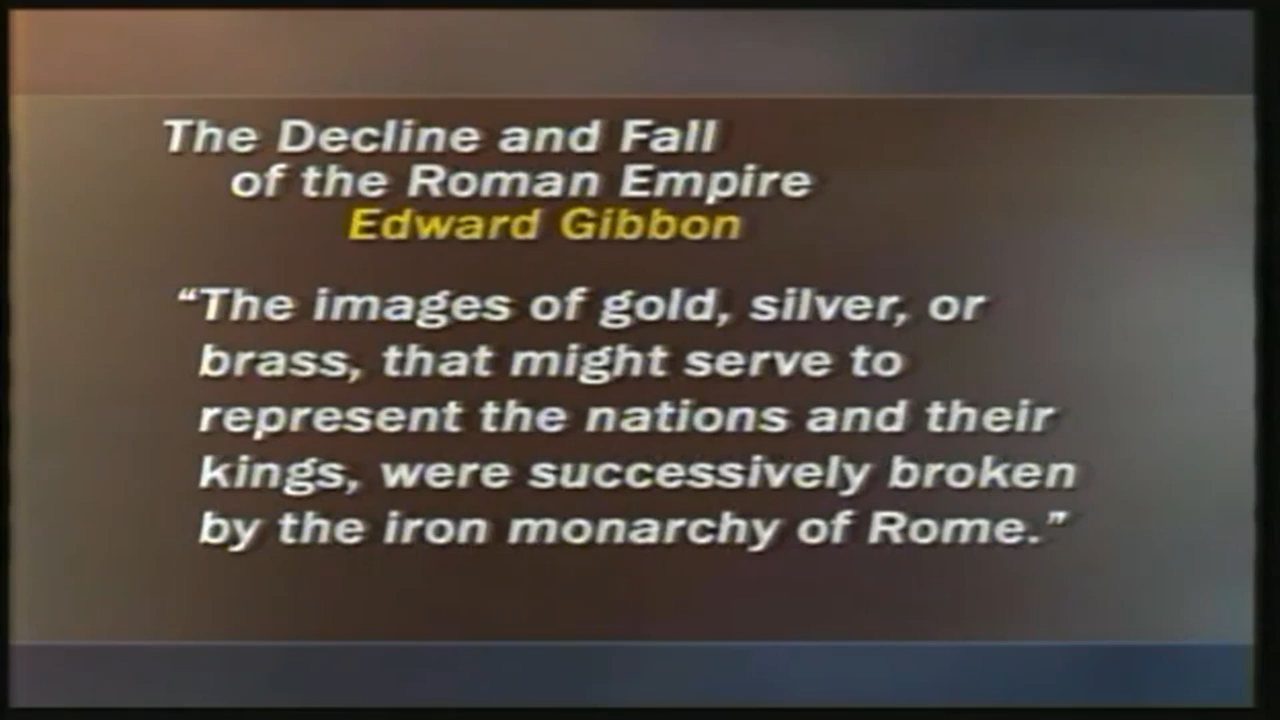 The Decline and Fall
of the Roman Empire
Edward Gibbon
“The images of gold, silver, or
brass, that might serve to
represent the nations and their
kings, were successively broken
by the iron monarchy of Rome.”